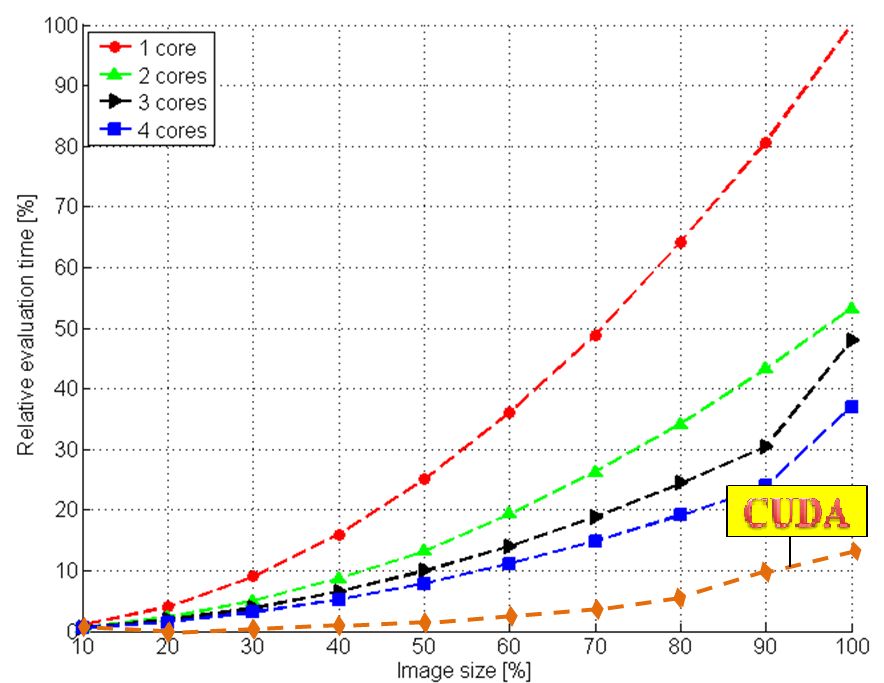 100
90
80
70
60
50
40
30
20
10
0
Relative evaluation time [%]
1 core
2 cores
3 cores
4 cores
CUDA
10 20 30 40 50 60 70 80 90 100
Image size [%]